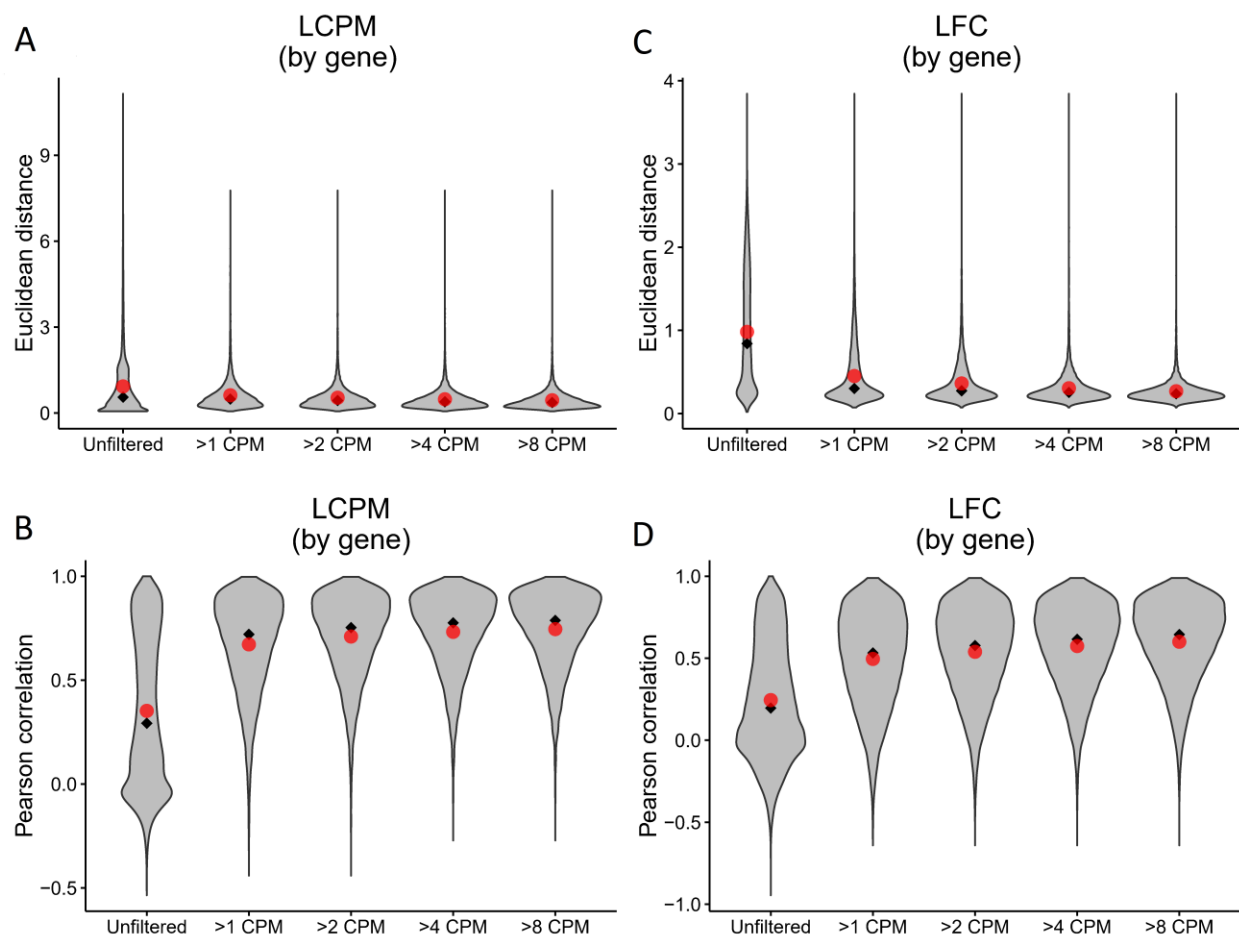 A
LCPM
(by gene)
Euclidean distance
9
6
3
0
Unfiltered >1 CPM >2 CPM >4 CPM >8 CPM
C
LFC
(by gene)
Euclidean distance
4
3
2
1
0
Unfiltered >1 CPM >2 CPM >4 CPM >8 CPM
B
LCPM
(by gene)
Pearson correlation
1.0
0.5
0.0
−0.5
Unfiltered >1 CPM >2 CPM >4 CPM >8 CPM
D
LFC
(by gene)
Pearson correlation
1.0
0.5
0.0
−0.5
−1.0
Unfiltered >1 CPM >2 CPM >4 CPM >8 CPM